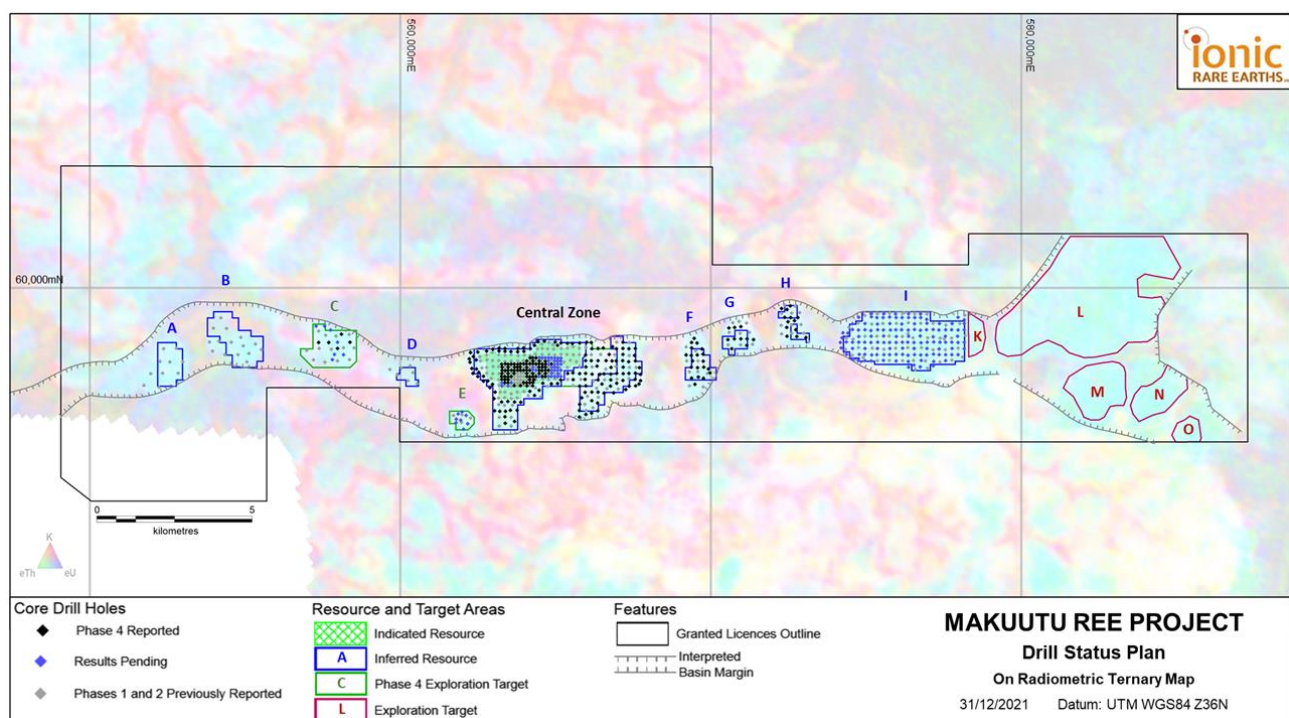 560,000mE
580,000mE
ionic
RARE EARTHS
60,000mN
A
B
C
D
E
Central Zone
F
G
H
I
K
L
M
N
O
0 5
kilometres
K
eTh eU
Core Drill Holes
Phase 4 Reported
Results Pending
Phases 1 and 2 Previously Reported
Resource and Target Areas
Indicated Resource
A Inferred Resource
C Phase 4 Exploration Target
L Exploration Target
Features
Granted Licences Outline
Interpreted
Basin Margin
MAKUUTU REE PROJECT
Drill Status Plan
On Radiometric Ternary Map
31/12/2021 Datum: UTM WGS84 Z36N